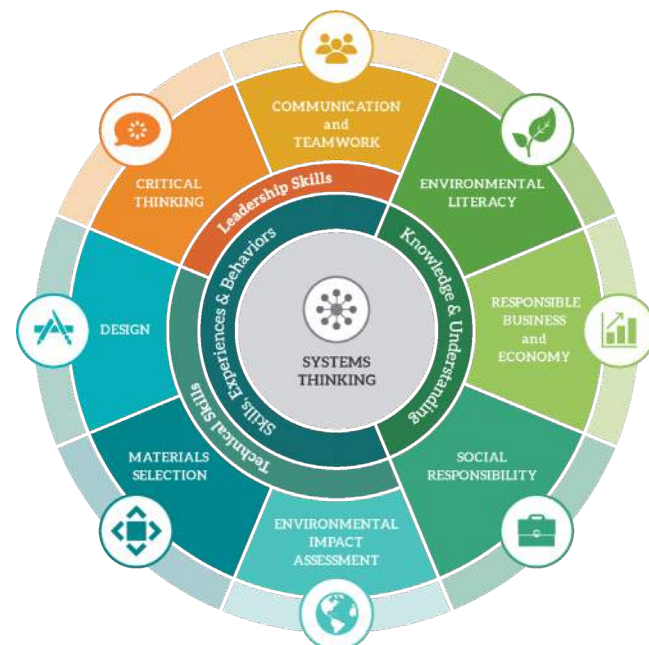 COMMUNICATION
and
TEAMWORK
CRITICAL
THINKING
ENVIRONMENTAL
LITERACY
Leadership Skills
Skills, Experiences & Behaviors
Knowledge & Understanding
Technical Skills
DESIGN
SYSTEMS
THINKING
RESPONSIBLE
BUSINESS
and
ECONOMY
MATERIALS
SELECTION
SOCIAL
RESPONSIBILITY
ENVIRONMENTAL
IMPACT
ASSESSMENT